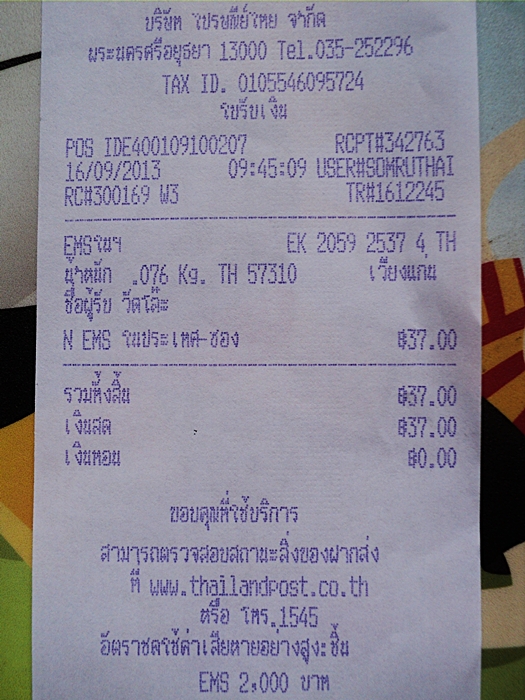 บริษัท ไปรษณีย์ไทย จำกัด
พระนครศรีอยุธยา 13000 Tel.035-252296
TAX ID. 0105546095724
ใบรับเงิน
POS IDE400109100207 RCPT#342763
16/09/2013 09:45:09 USER#SOMRUTHAI
RC#300169 W3 TR#1612245
EMSในฯ EK 2059 2537 4 TH
น้ำหนัก .076 Kg. TH 57310 เวียงแก่น
ชื่อผู้รับ วัดโล๊ะ
N EMS ในประเทศ-ซอง ฿37.00
รวมทั้งสิ้น ฿37.00
เงินสด ฿37.00
เงินทอน ฿0.00
ขอบคุณที่ใช้บริการ
สามารถตรวจสอบสถานะสิ่งของฝากส่ง
ที่ www.thailandpost.co.th
หรือ โทร.1545
อัตราชดใช้ค่าเสียหายอย่างสูง:ชิ้น
EMS 2,000 บาท